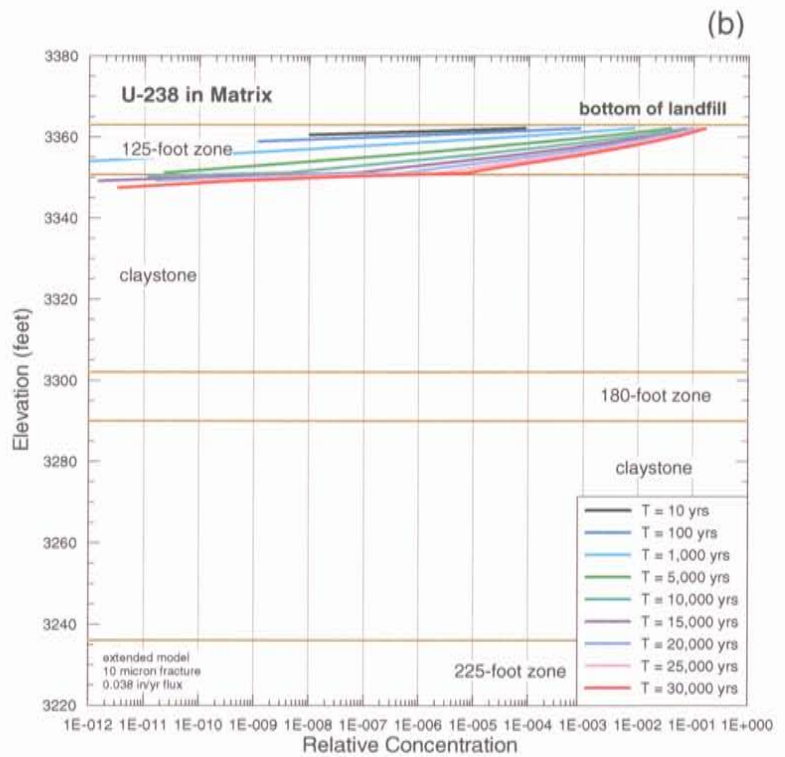 (b)
3380
U-238 in Matrix
bottom of landfill
3360
125-foot zone
3340
claystone
3320
3300
180-foot zone
3280
claystone
3260
3240
3220
Elevation (feet)
T = 10 yrs
T = 100 yrs
T = 1,000 yrs
T = 5,000 yrs
T = 10,000 yrs
T = 15,000 yrs
T = 20,000 yrs
T = 25,000 yrs
T = 30,000 yrs
extended model
10 micron fracture
0.038 in/yr flux
225-foot zone
1E-012 1E-011 1E-010 1E-009 1E-008 1E-007 1E-006 1E-005 1E-004 1E-003 1E-002 1E-001 1E+000
Relative Concentration